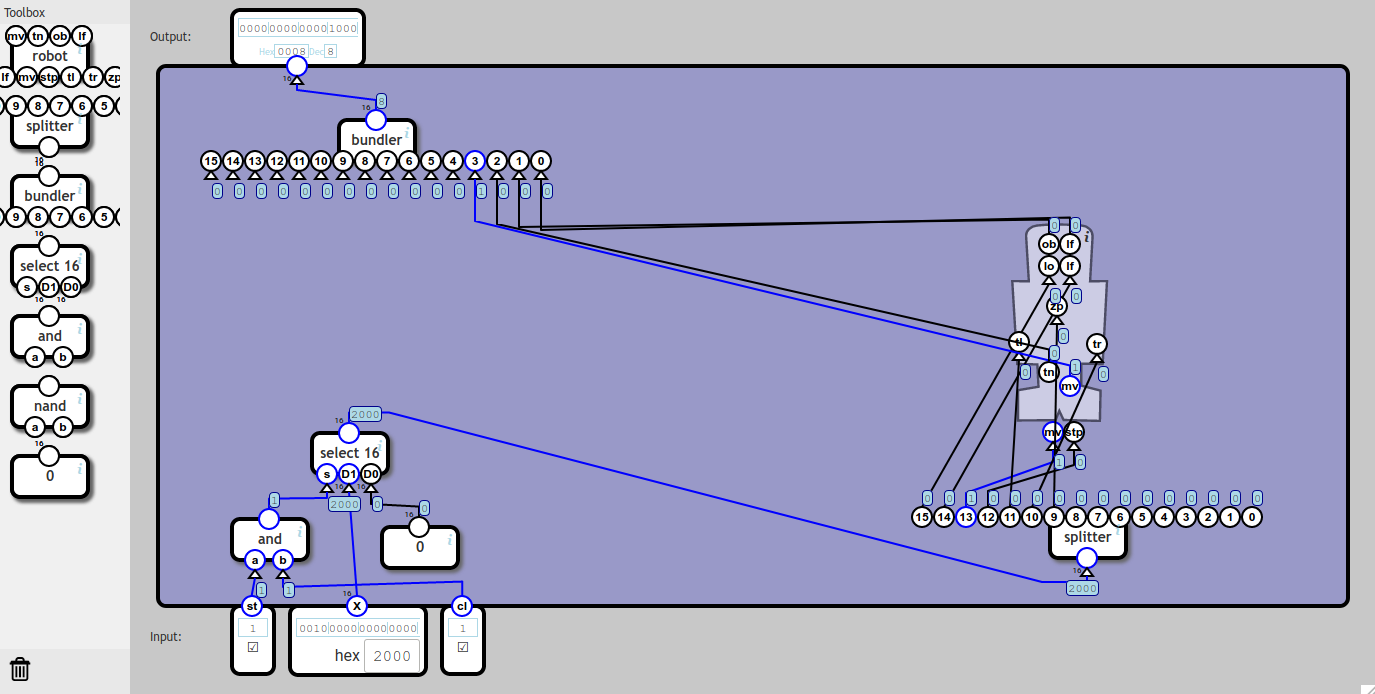 Toolbox
mv tn ob lf
robot
lf mv stp tl tr zp
9 8 7 6 5
splitter
16
16
bundler
9 8 7 6 5
16
select 16
s D1 D0
16 16
and
a b
nand
a b
16
0
Output:
0000 0000 0000 1000
Hex 0008 Dec 8
16
8
16
bundler
15 14 13 12 11 10 9 8 7 6 5 4 3 2 1 0
0 0 0 0 0 0 0 0 0 0 0 0 1 0 0 0
0 0
ob lf
lo lf
0 0
zp
0
tl tr
0 1
0 tn 0
mv
mv stp
1 0
2000
16
select 16
s D1 D0
16 16
1 2000 0 0
16
and 0
a b
1 1
0 0 1 0 0 0 0 0 0 0 0 0 0 0 0 0
15 14 13 12 11 10 9 8 7 6 5 4 3 2 1 0
splitter
16
2000
16
st X cl
Input:
1 0010 0000 0000 0000 1
hex 2000